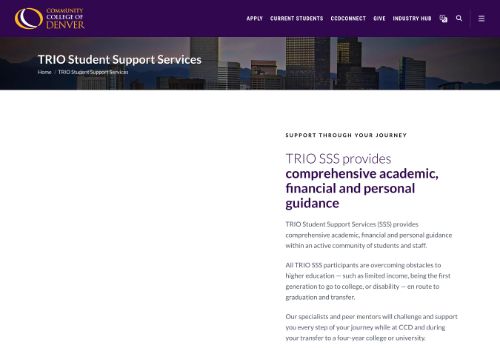 COMMUNITY
COLLEGE OF
DENVER
APPLY CURRENT STUDENTS CCDCONNECT GIVE INDUSTRY HUB
TRIO Student Support Services
Home / TRIO Student Support Services
SUPPORT THROUGH YOUR JOURNEY
TRIO SSS provides
comprehensive academic,
financial and personal
guidance
TRIO Student Support Services (SSS) provides
comprehensive academic, financial and personal guidance
within an active community of students and staff.
All TRIO SSS participants are overcoming obstacles to
higher education — such as limited income, being the first
generation to go to college, or disability — en route to
graduation and transfer.
Our specialists and peer mentors will challenge and support
you every step of your journey while at CCD and during
your transfer to a four-year college or university.